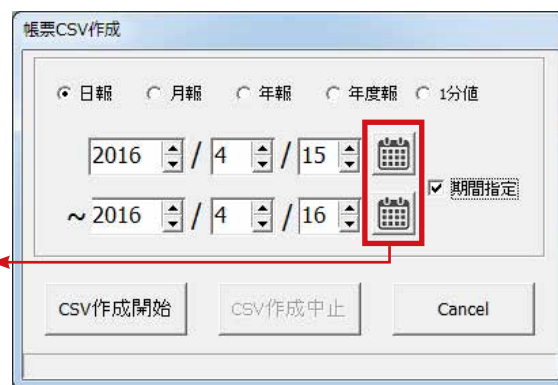 帳票CSV作成
日報 月報 年報 年度報 1分値
2016 / 4 / 15
~ 2016 / 4 / 16
期間指定
CSV作成開始 CSV作成中止 Cancel